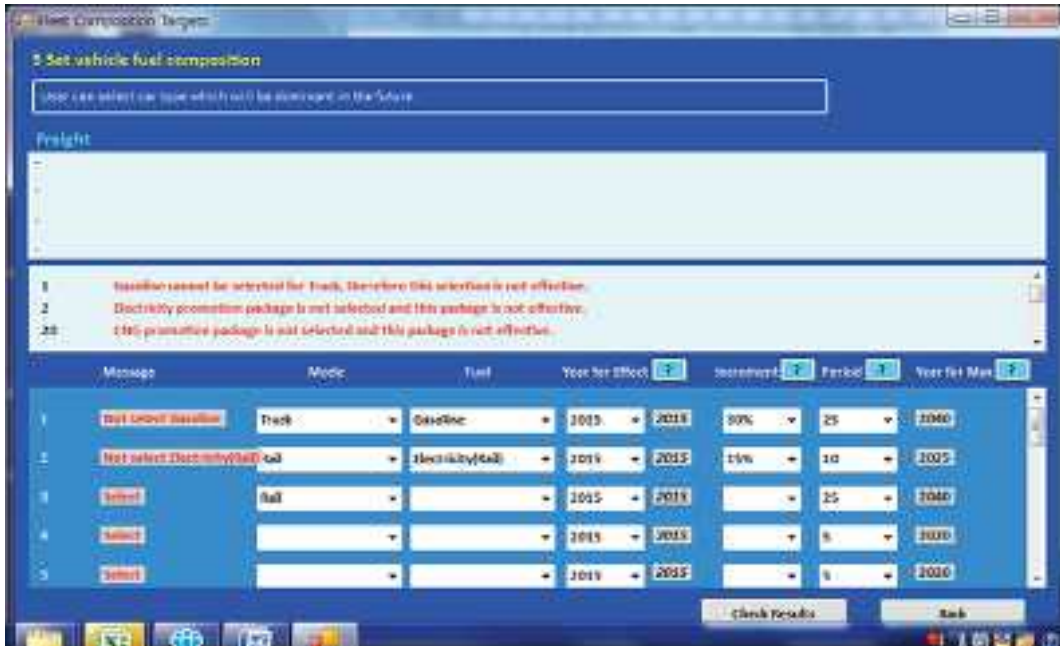 Fleet Composition Targets
5 Set vehicle fuel composition
User can select car type which will be dominant in the future
Freight
-
-
-
-
1 Gasoline cannot be selected for Truck, therefore this selection is not effective.
2 Electricity promotion package is not selected and this package is not effective.
20 CNG promotion package is not selected and this package is not effective.
Message Mode Fuel Year for Effect ? Increment ? Period ? Year for Max ?
1 Not select Gasoline Truck Gasoline 2015 2015 30% 25 2040
2 Not select Electricity(Rail) Rail Electricity(Rail) 2015 2015 15% 10 2025
3 Select Rail 2015 2015 25 2040
4 Select 2015 2015 5 2020
5 Select 2015 2015 5 2020
Check Results Back